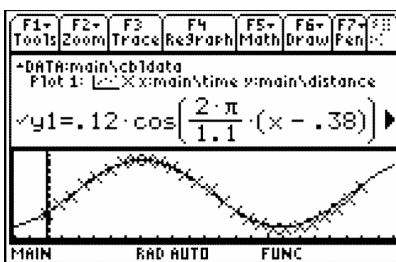 F1 F2 F3 F4 F5 F6 F7
Tools Zoom Trace ReGraph Math Draw Pen
DATA:main\cbldata
Plot 1: x:main\time y:main\distance
✓y1=.12·cos(2·π/1.1·(x-.38))
MAIN RAD AUTO FUNC